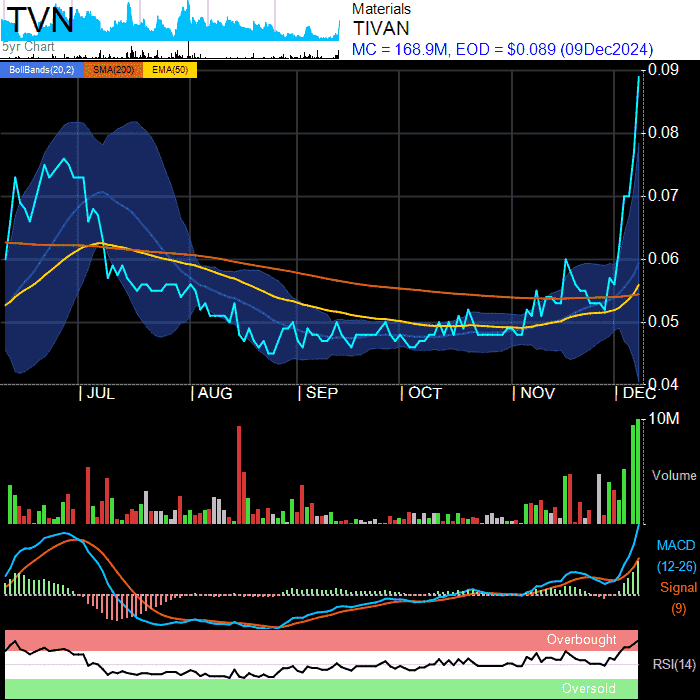 TVN
5yr Chart
Materials
TIVAN
MC = 168.9M, EOD = $0.089 (09Dec2024)
BollBands(20,2) SMA(200) EMA(50)
0.09
0.08
0.07
0.06
0.05
0.04
JUL AUG SEP OCT NOV DEC
10M
Volume
MACD
(12-26)
Signal
(9)
Overbought
RSI(14)
Oversold